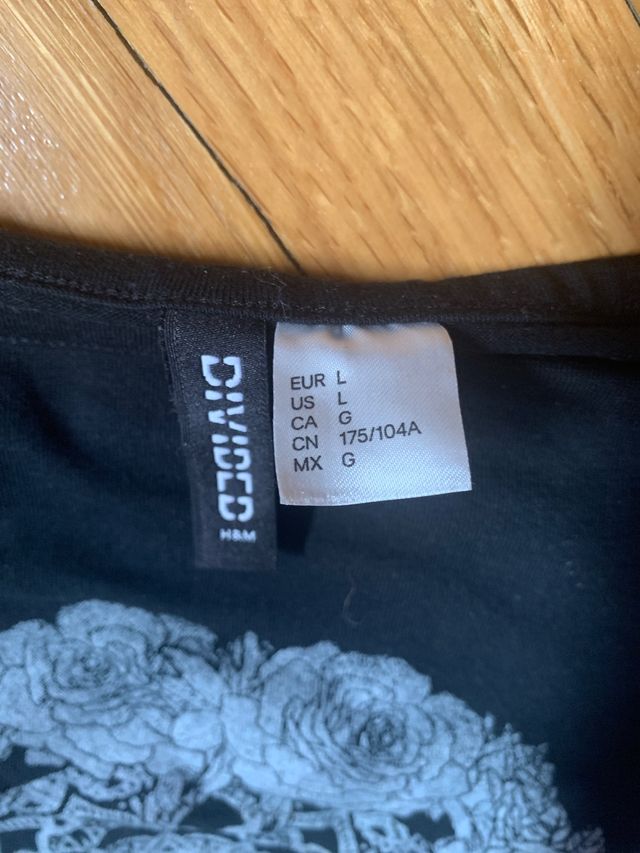 DIVIDED
H&M
EUR L
US L
CA G
CN 175/104A
MX G